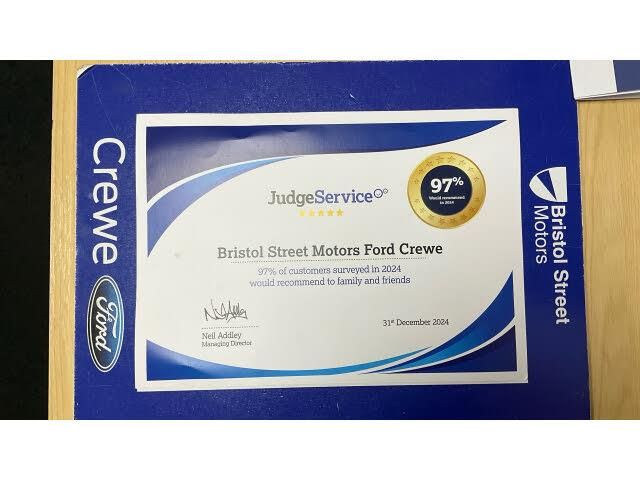 Crewe
Ford
JudgeService
97%
Would recommend
in 2024
Bristol Street Motors Ford Crewe
97% of customers surveyed in 2024
would recommend to family and friends
Neil Addley
Managing Director
31st December 2024
Bristol Street
Motors